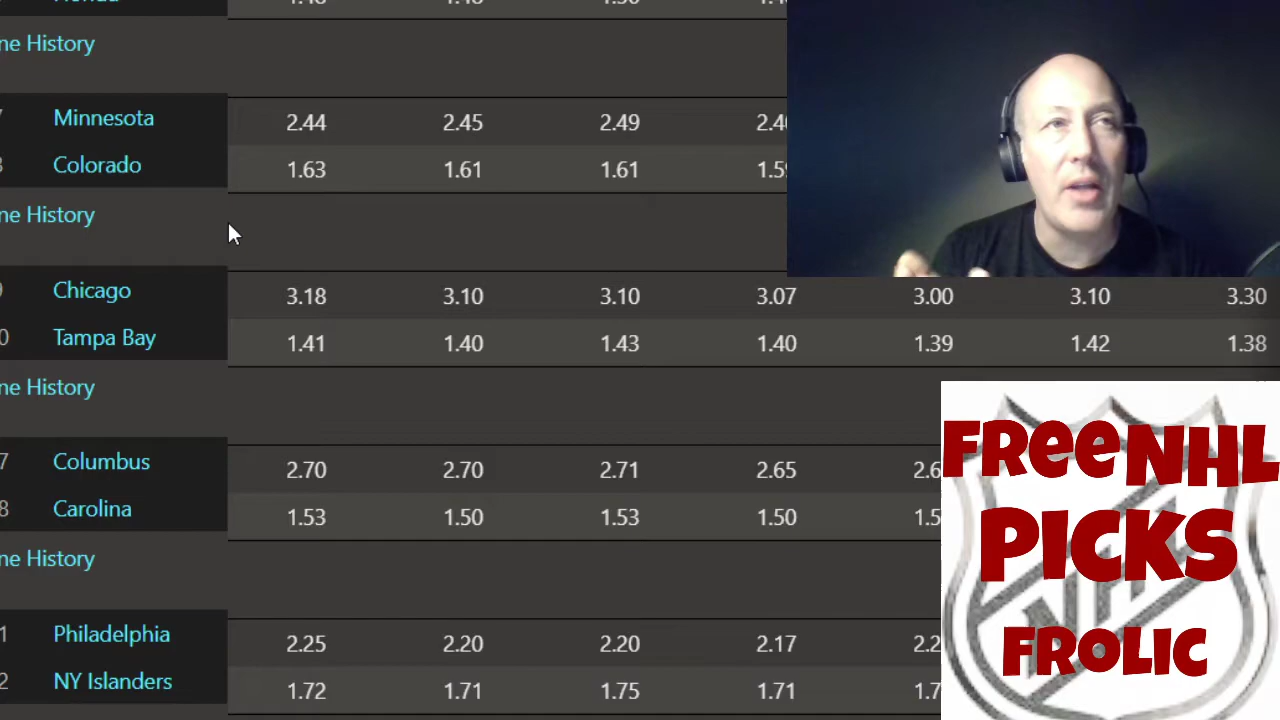 ne History
Minnesota 2.44 2.45 2.49
Colorado 1.63 1.61 1.61
ne History
Chicago 3.18 3.10 3.10 3.07 3.00 3.10 3.30
Tampa Bay 1.41 1.40 1.43 1.40 1.39 1.42 1.38
ne History
Columbus 2.70 2.70 2.71 2.65
Carolina 1.53 1.50 1.53 1.50
ne History
Philadelphia 2.25 2.20 2.20 2.17
NY Islanders 1.72 1.71 1.75 1.71
FREE NHL
PICKS
FROLIC